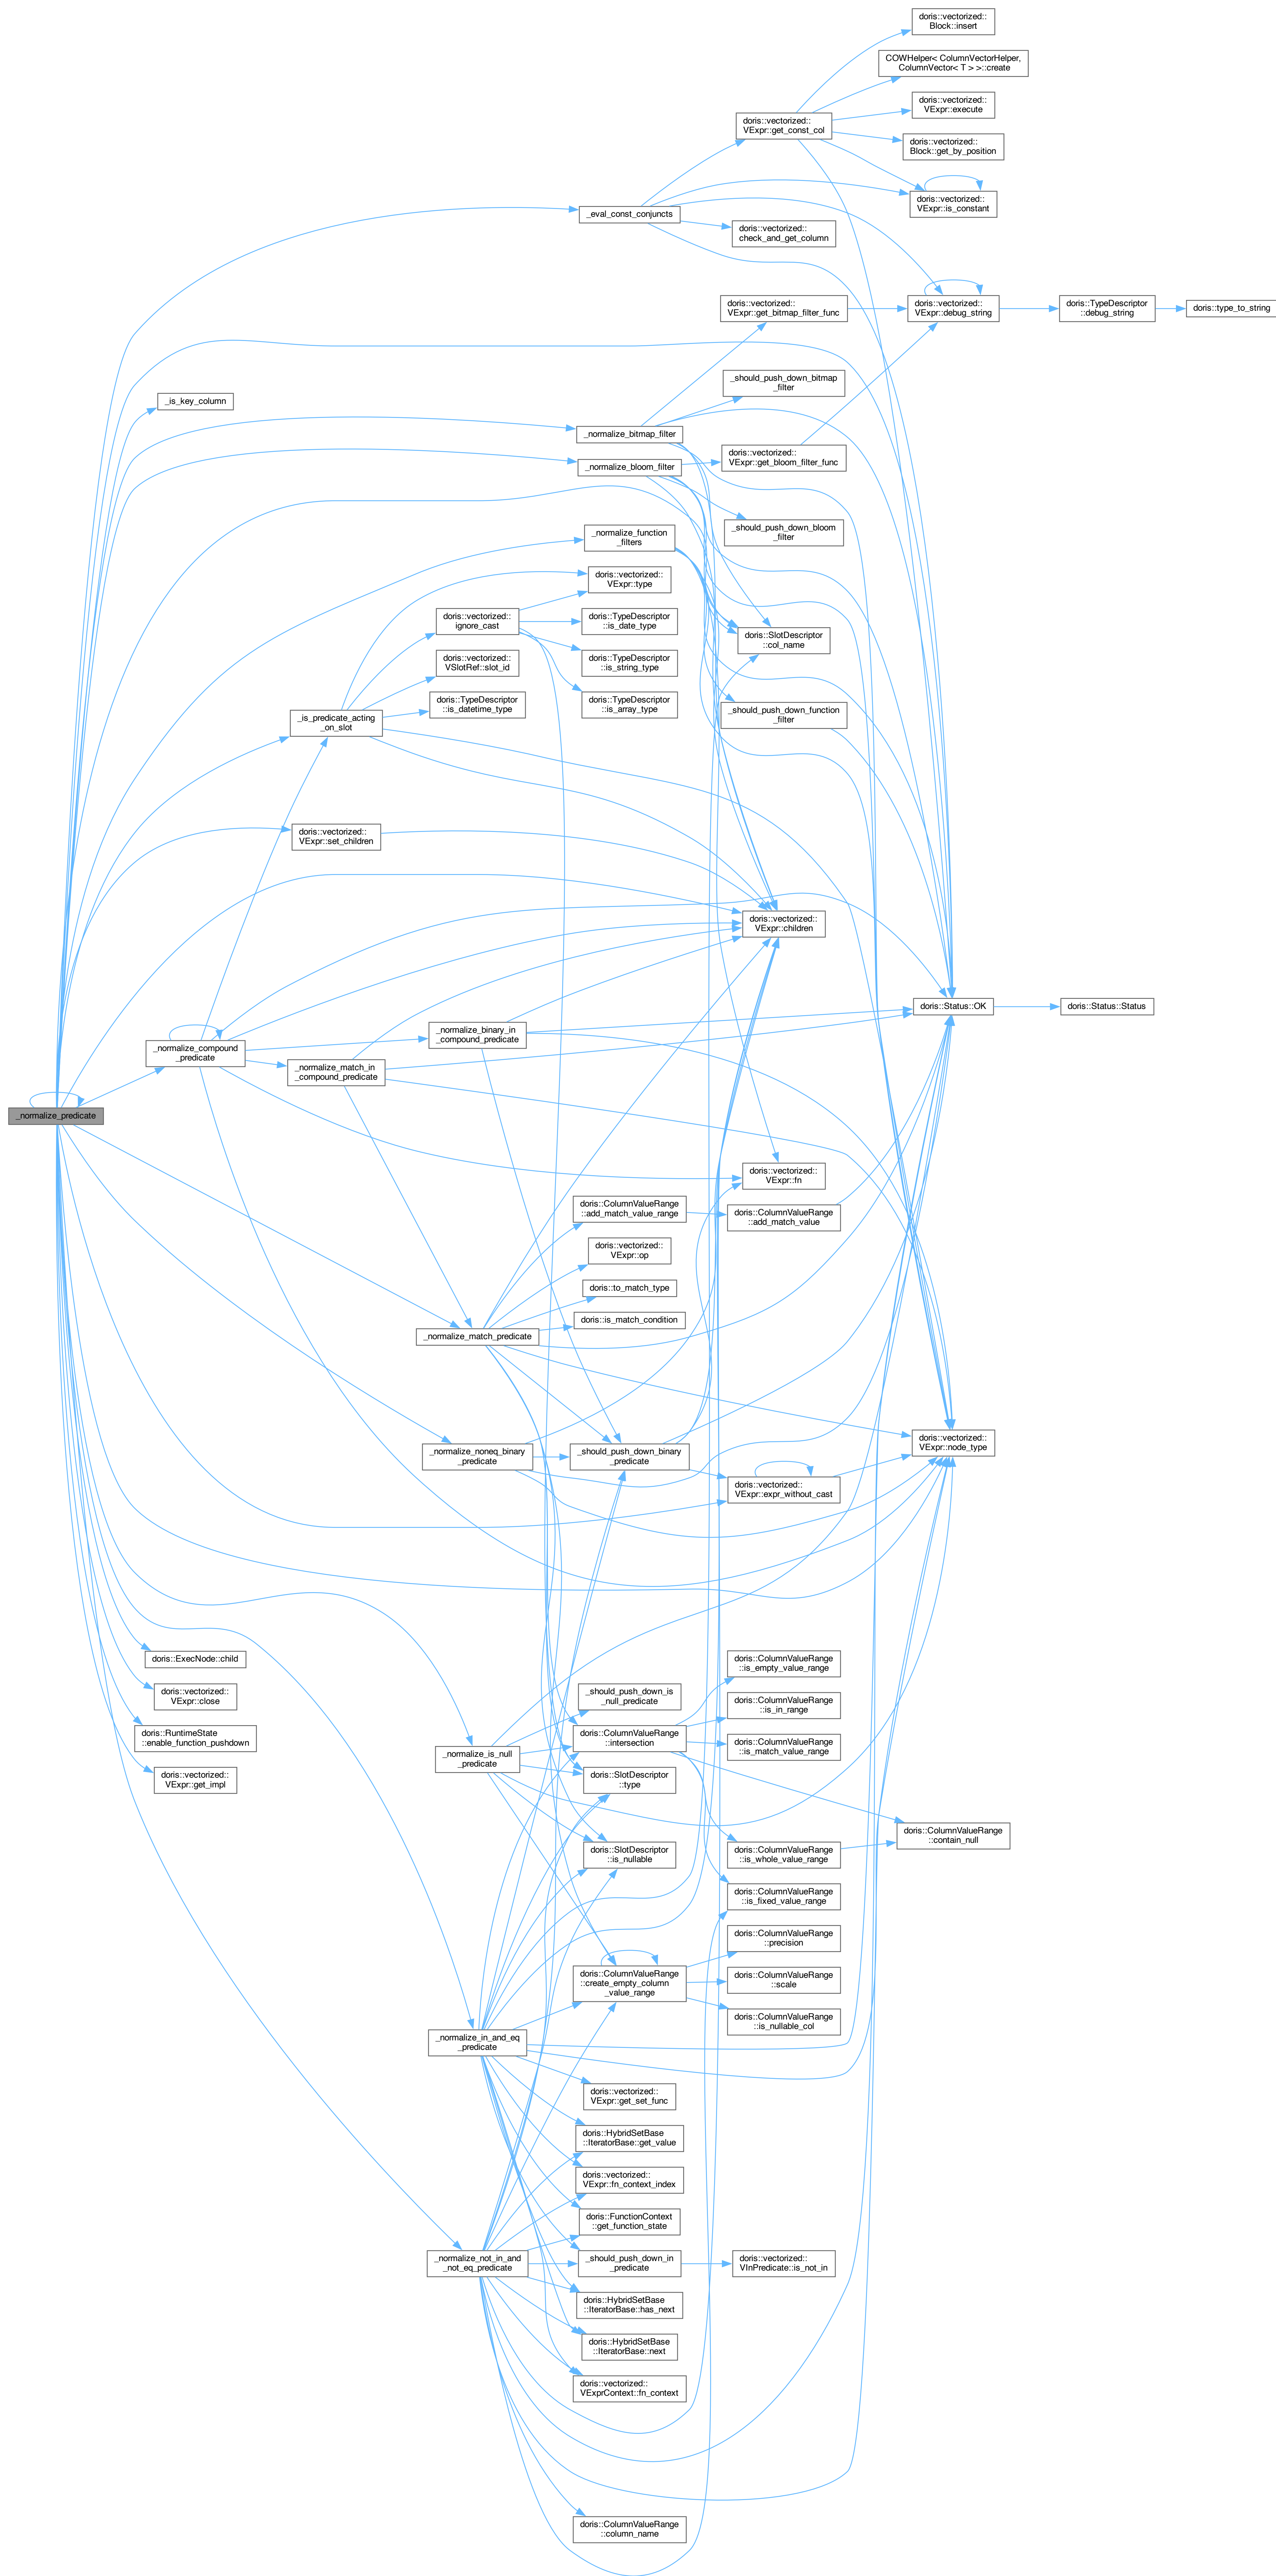 doris::vectorized::
Block::insert
COWHelper< ColumnVectorHelper,
ColumnVector< T > >::create
doris::vectorized::
VExpr::execute
doris::vectorized::
VExpr::get_const_col
doris::vectorized::
Block::get_by_position
doris::vectorized::
VExpr::is_constant
_eval_const_conjuncts
doris::vectorized::
check_and_get_column
doris::vectorized::
VExpr::get_bitmap_filter_func
doris::vectorized::
VExpr::debug_string
doris::TypeDescriptor
::debug_string
doris::type_to_string
_should_push_down_bitmap
_filter
_is_key_column
_normalize_bitmap_filter
doris::vectorized::
VExpr::get_bloom_filter_func
_normalize_bloom_filter
_should_push_down_bloom
_filter
_normalize_function
_filters
doris::vectorized::
VExpr::type
doris::vectorized::
ignore_cast
doris::TypeDescriptor
::is_date_type
doris::SlotDescriptor
::col_name
doris::vectorized::
VSlotRef::slot_id
doris::TypeDescriptor
::is_string_type
doris::TypeDescriptor
::is_datetime_type
doris::TypeDescriptor
::is_array_type
_is_predicate_acting
_on_slot
_should_push_down_function
_filter
doris::vectorized::
VExpr::set_children
doris::vectorized::
VExpr::children
doris::Status::OK
doris::Status::Status
_normalize_binary_in
_compound_predicate
_normalize_compound
_predicate
_normalize_match_in
_compound_predicate
_normalize_predicate
doris::vectorized::
VExpr::fn
doris::ColumnValueRange
::add_match_value_range
doris::ColumnValueRange
::add_match_value
doris::vectorized::
VExpr::op
doris::to_match_type
doris::is_match_condition
_normalize_match_predicate
doris::vectorized::
VExpr::node_type
_normalize_noneq_binary
_predicate
_should_push_down_binary
_predicate
doris::vectorized::
VExpr::expr_without_cast
doris::ExecNode::child
doris::ColumnValueRange
::is_empty_value_range
doris::vectorized::
VExpr::close
_should_push_down_is
_null_predicate
doris::ColumnValueRange
::is_in_range
doris::RuntimeState
::enable_function_pushdown
doris::ColumnValueRange
::intersection
doris::ColumnValueRange
::is_match_value_range
_normalize_is_null
_predicate
doris::vectorized::
VExpr::get_impl
doris::SlotDescriptor
::type
doris::ColumnValueRange
::contain_null
doris::SlotDescriptor
::is_nullable
doris::ColumnValueRange
::is_whole_value_range
doris::ColumnValueRange
::is_fixed_value_range
doris::ColumnValueRange
::precision
doris::ColumnValueRange
::create_empty_column
_value_range
doris::ColumnValueRange
::scale
doris::ColumnValueRange
::is_nullable_col
_normalize_in_and_eq
_predicate
doris::vectorized::
VExpr::get_set_func
doris::HybridSetBase
::IteratorBase::get_value
doris::vectorized::
VExpr::fn_context_index
doris::FunctionContext
::get_function_state
_normalize_not_in_and
_not_eq_predicate
_should_push_down_in
_predicate
doris::vectorized::
VInPredicate::is_not_in
doris::HybridSetBase
::IteratorBase::has_next
doris::HybridSetBase
::IteratorBase::next
doris::vectorized::
VExprContext::fn_context
doris::ColumnValueRange
::column_name